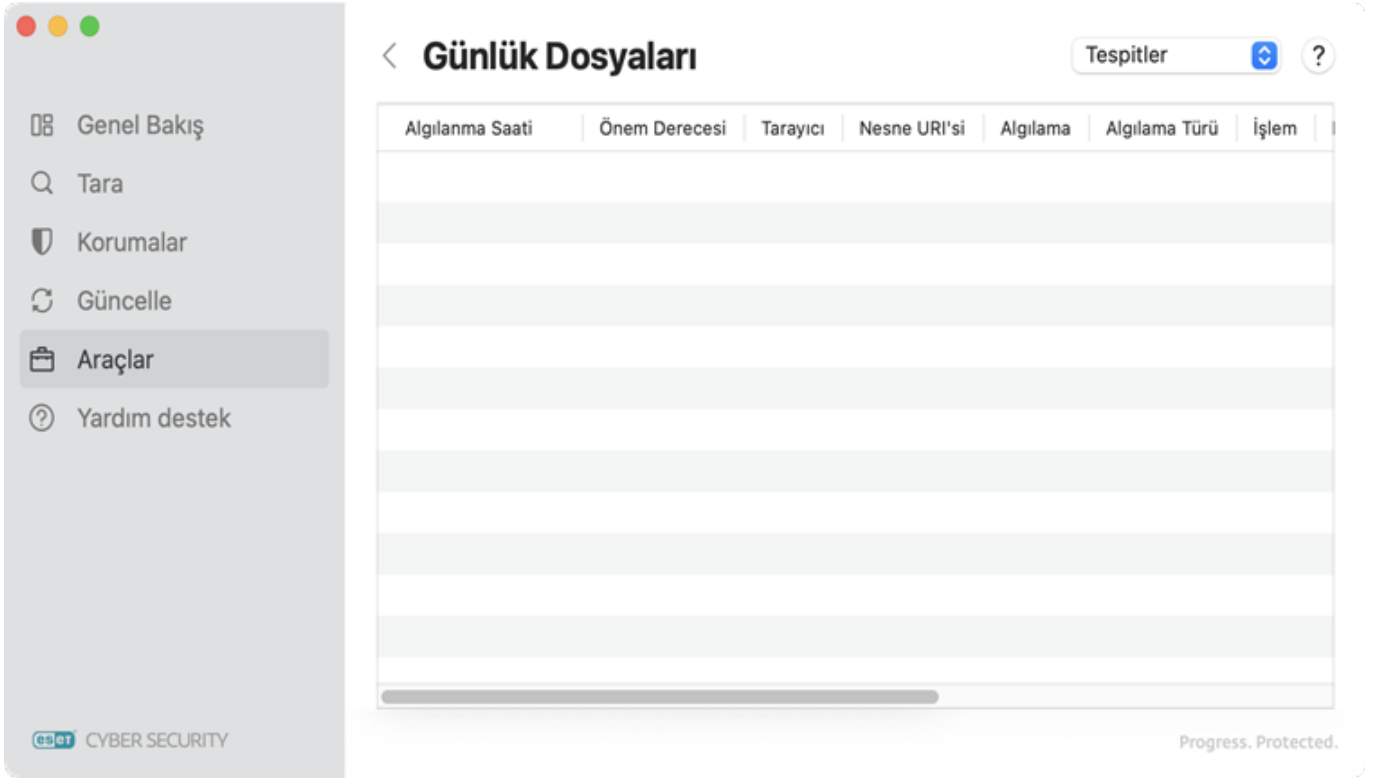 Günlük Dosyaları
Tespitler
?
Genel Bakış
Tara
Korumalar
Güncelle
Araçlar
Yardım destek
Algılanma Saati Önem Derecesi Tarayıcı Nesne URI'si Algılama Algılama Türü İşlem
eset CYBER SECURITY
Progress. Protected.